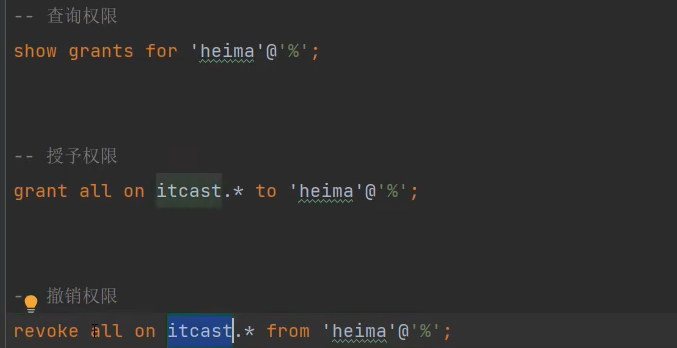 -- 查询权限
show grants for 'heima'@'%';
-- 授予权限
grant all on itcast.* to 'heima'@'%';
- 撤销权限
revoke all on itcast.* from 'heima'@'%';